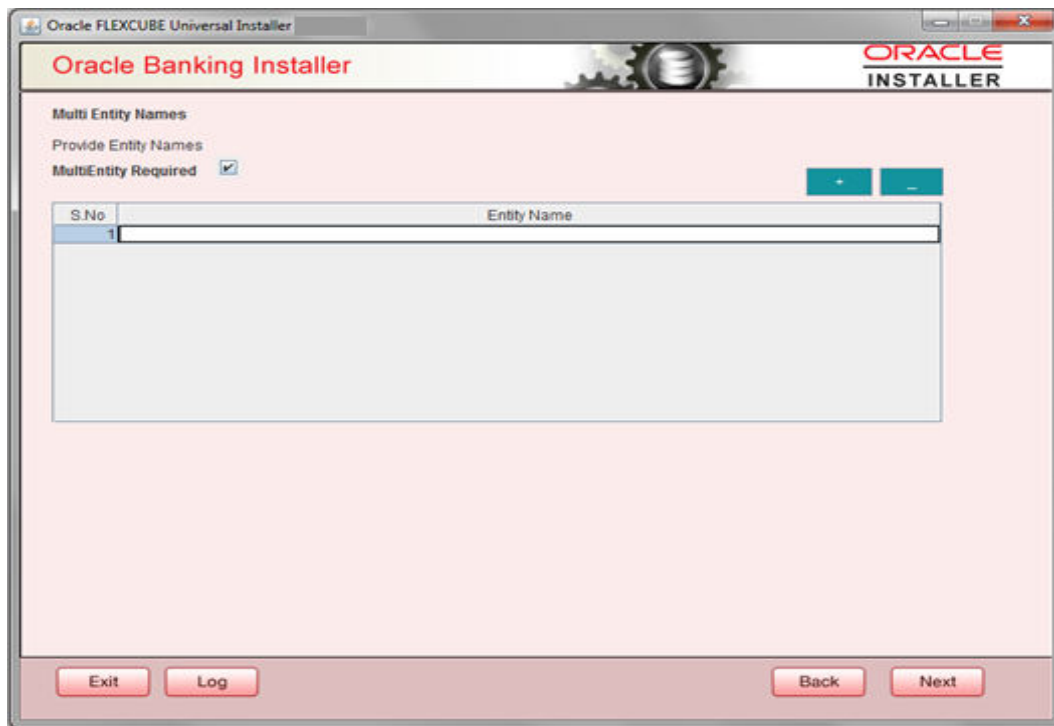 Oracle FLEXCUBE Universal Installer
Oracle Banking Installer
ORACLE
INSTALLER
Multi Entity Names
Provide Entity Names
MultiEntity Required
+ _
S.No Entity Name
1
Exit Log Back Next